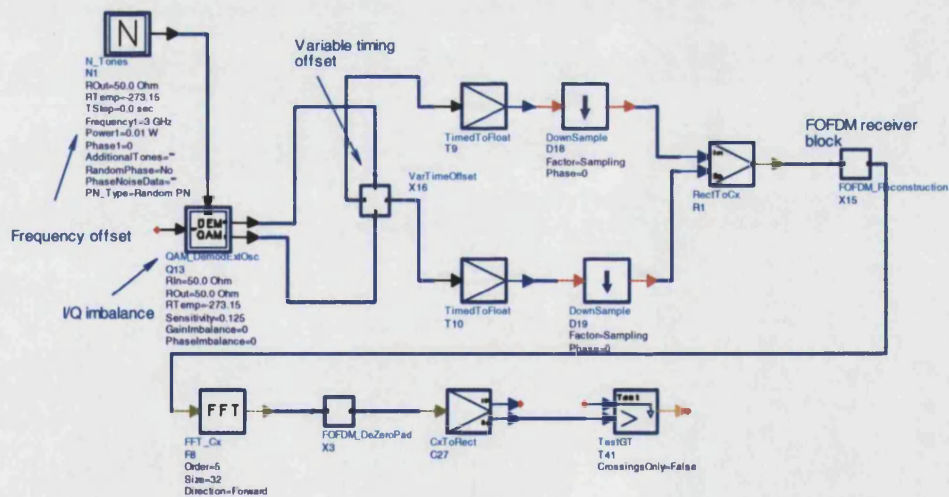 N
N_Tones
N1
ROut=50.0 Ohm
RTemp=-273.15
TStep=0.0 sec
Frequency1=3 GHz
Power1=0.01 W
Phase1=0
AdditionalTones=""
RandomPhase=No
PhaseNoiseData=""
PN_Type=Random PN
Variable timing
offset
Frequency offset
DEM
QAM
QAM_DemodExtOsc
Q13
RIn=50.0 Ohm
ROut=50.0 Ohm
RTemp=-273.15
Sensitivity=0.125
GainImbalance=0
PhaseImbalance=0
I/Q imbalance
VarTimeOffset
X16
TimedToFloat
T9
DownSample
D18
Factor=Sampling
Phase=0
TimedToFloat
T10
DownSample
D19
Factor=Sampling
Phase=0
RectToCx
R1
FOFDM receiver
block
FOFDM_Reconstruction
X15
FFT
FFT_Cx
F8
Order=5
Size=32
Direction=Forward
FOFDM_DeZeroPad
X3
CxToRect
C27
Test
>
TestGT
T41
CrossingsOnly=False